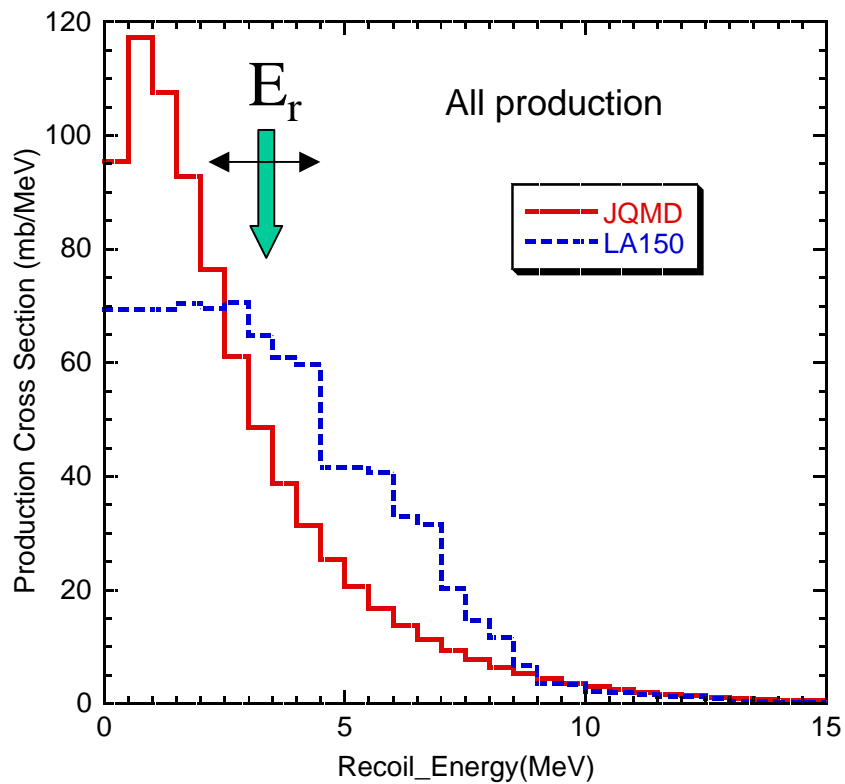 120
100
80
60
40
20
0
Production Cross Section (mb/MeV)
E_r
All production
JQMD
LA150
0 5 10 15
Recoil_Energy(MeV)